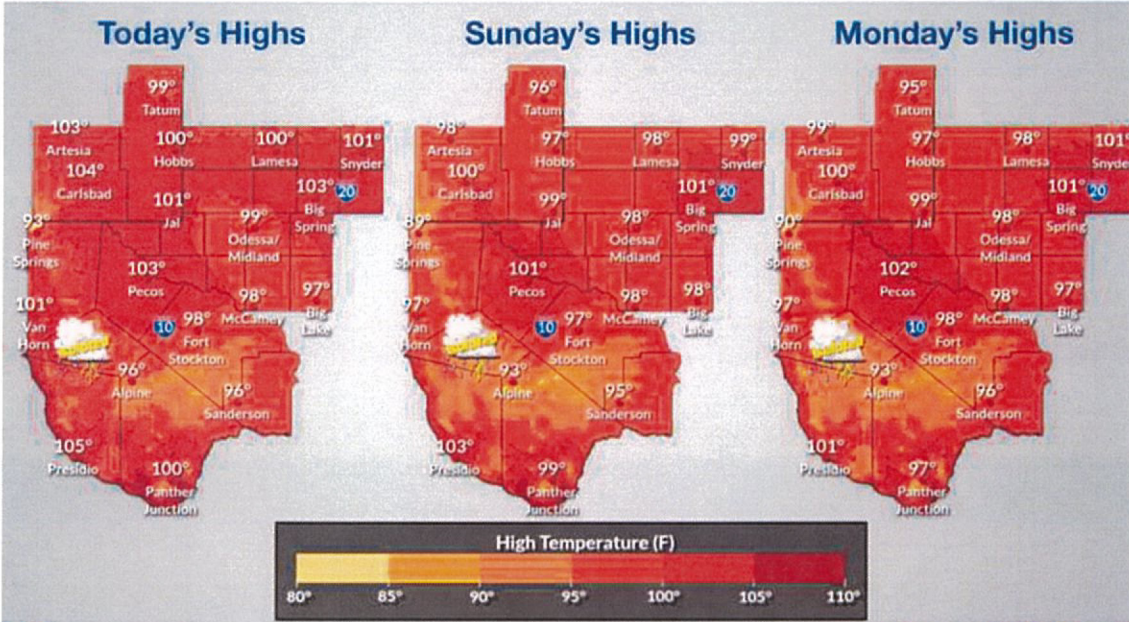 Today's Highs
99°
Tatum
103°
Artesia
100°
Hobbs
100°
Lamesa
101°
Snyder
104°
Carlsbad
103°
Big
Spring
20
101°
Jal
93°
Pine
Springs
99°
Odessa/
Midland
103°
Pecos
98°
McCamey
97°
Big
Lake
101°
Van
Horn
10
98°
Fort
Stockton
96°
Alpine
96°
Sanderson
105°
Presidio
100°
Panther
Junction
Sunday's Highs
96°
Tatum
98°
Artesia
97°
Hobbs
98°
Lamesa
99°
Snyder
100°
Carlsbad
101°
Big
Spring
20
99°
Jal
89°
Pine
Springs
98°
Odessa/
Midland
101°
Pecos
98°
McCamey
98°
Big
Lake
97°
Van
Horn
10
97°
Fort
Stockton
93°
Alpine
95°
Sanderson
103°
Presidio
99°
Panther
Junction
Monday's Highs
95°
Tatum
99°
Artesia
97°
Hobbs
98°
Lamesa
101°
Snyde
100°
Carlsbad
101°
Big
Spring
20
99°
Jal
90°
Pine
Springs
98°
Odessa/
Midland
102°
Pecos
98°
McCamey
97°
Big
Lake
97°
Van
Horn
10
98°
Fort
Stockton
93°
Alpine
96°
Sanderson
101°
Presidio
97°
Panther
Junction
High Temperature (F)
80° 85° 90° 95° 100° 105° 110°